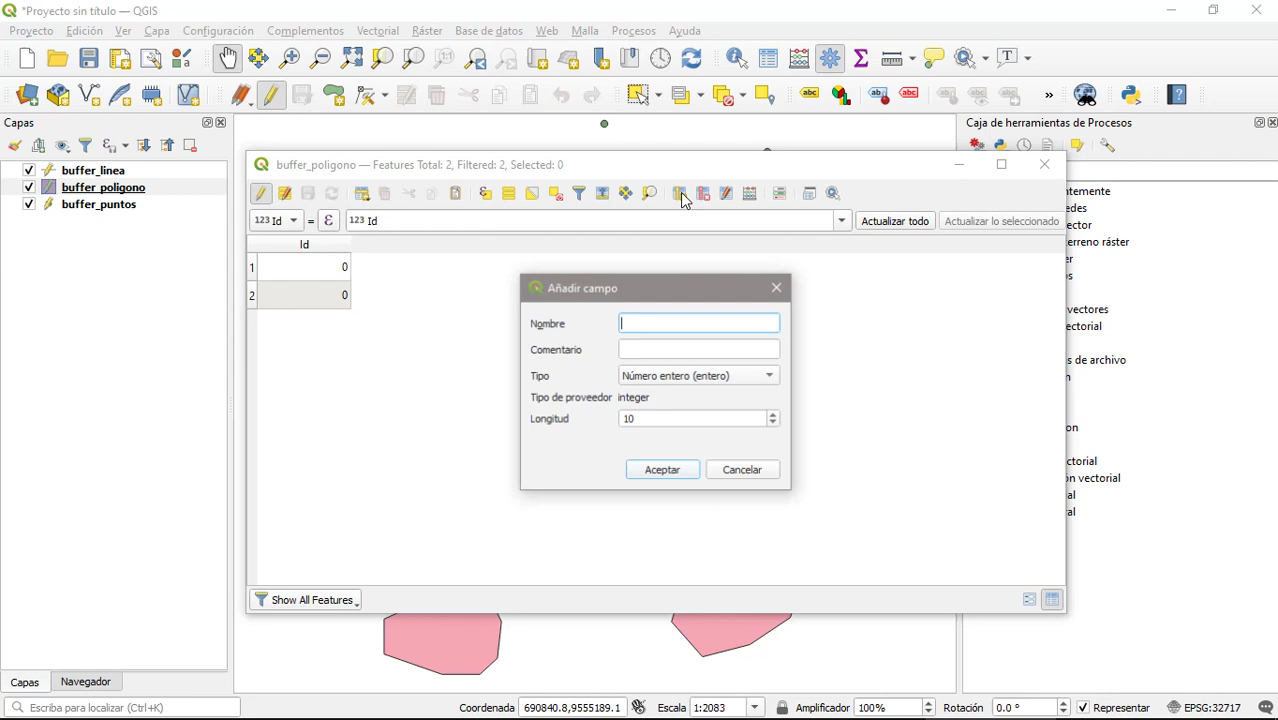 *Proyecto sin título — QGIS
Proyecto Edición Ver Capa Configuración Complementos Vectorial Ráster Base de datos Web Malla Procesos Ayuda
Capas
Caja de herramientas de Procesos
buffer_linea
buffer_poligono
buffer_puntos
buffer_poligono — Features Total: 2, Filtered: 2, Selected: 0
123 Id = ε 123 Id Actualizar todo Actualizar lo seleccionado
Id
1 0
2 0
Añadir campo
Nombre
Comentario
Tipo Número entero (entero)
Tipo de proveedor integer
Longitud 10
Aceptar Cancelar
Show All Features
ntemente
edes
ector
terreno ráster
er
s
vectores
torial
s de archivo
n
on
ctorial
ón vectorial
al
al
Capas Navegador
Escriba para localizar (Ctrl+K) Coordenada 690840.8,9555189.1 Escala 1:2083 Amplificador 100% Rotación 0.0 ° Representar EPSG:32717